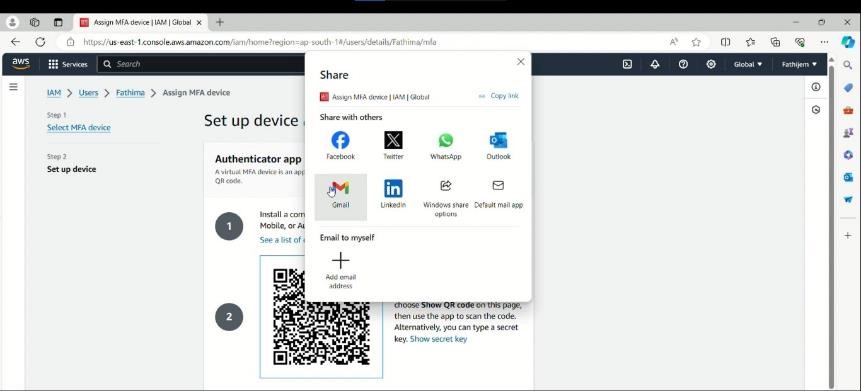 Assign MFA device | IAM | Global
https://us-east-1.console.aws.amazon.com/iam/home?region=ap-south-1#/users/details/Fathima/mfa
aws
Services
Search
Global
Fathijem
IAM > Users > Fathima > Assign MFA device
Step 1
Select MFA device
Step 2
Set up device
Set up device
Authenticator app
A virtual MFA device is an app
QR code.
1
Install a com
Mobile, or Au
See a list of
2
choose Show QR code on this page,
then use the app to scan the code.
Alternatively, you can type a secret
key. Show secret key
Share
Assign MFA device | IAM | Global
Copy link
Share with others
Facebook
Twitter
WhatsApp
Outlook
Gmail
LinkedIn
Windows share
options
Default mail app
Email to myself
Add email
address